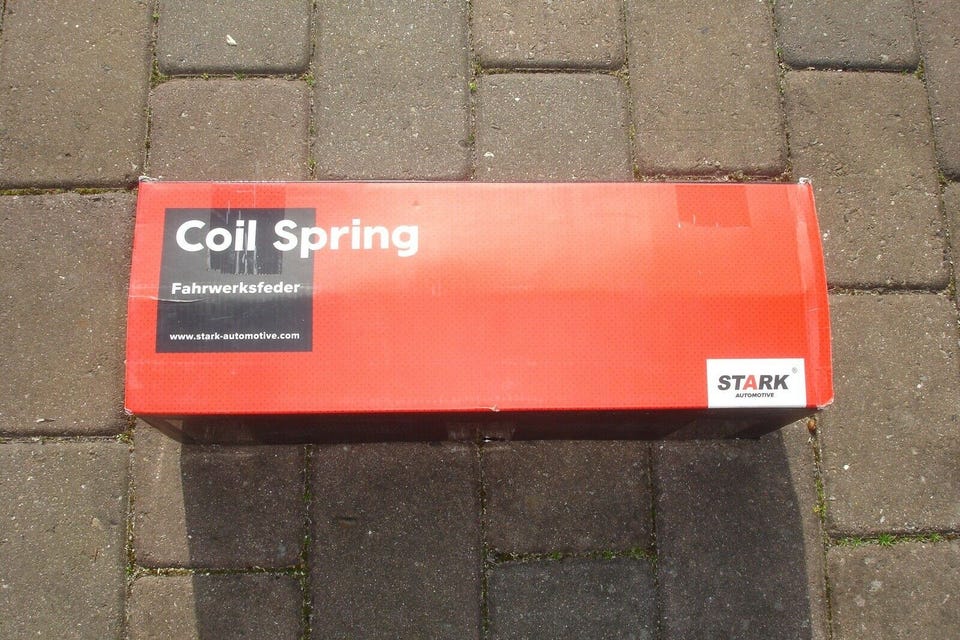 Coil Spring
Fahrwerksfeder
www.stark-automotive.com
STARK®
AUTOMOTIVE